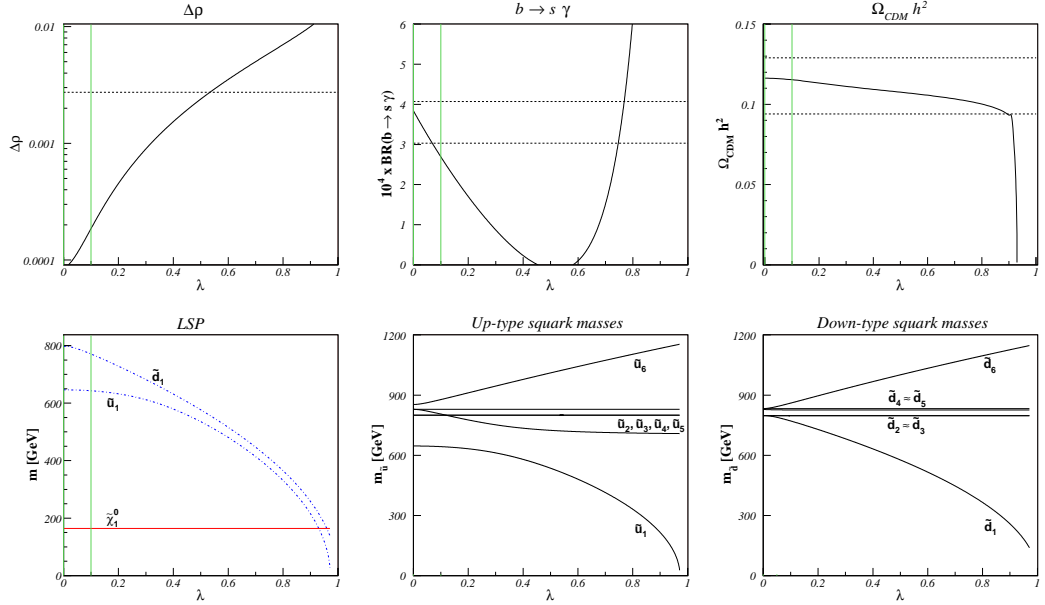 Δρ
0.01
0.001
0.0001
Δρ
0 0.2 0.4 0.6 0.8 1
λ
b → s γ
6
5
4
3
2
1
0
10⁴ x BR(b → s γ)
0 0.2 0.4 0.6 0.8 1
λ
Ω_CDM h²
0.15
0.1
0.05
0
Ω_CDM h²
0 0.2 0.4 0.6 0.8 1
λ
LSP
800
600
400
200
0
m [GeV]
d̃₁
ũ₁
χ̃₁⁰
0 0.2 0.4 0.6 0.8 1
λ
Up-type squark masses
1200
900
600
300
0
m_ũ [GeV]
ũ₆
ũ₂, ũ₃, ũ₄, ũ₅
ũ₁
0 0.2 0.4 0.6 0.8 1
λ
Down-type squark masses
1200
900
600
300
0
m_d̃ [GeV]
d̃₆
d̃₄ ≈ d̃₅
d̃₂ ≈ d̃₃
d̃₁
0 0.2 0.4 0.6 0.8 1
λ